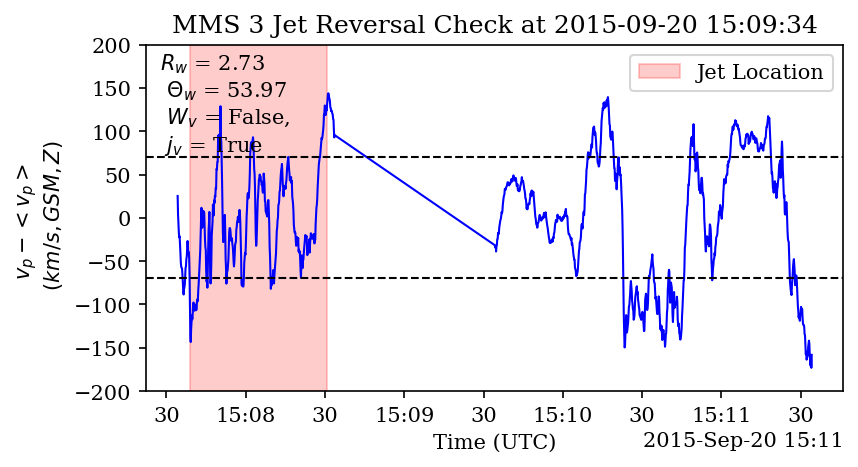 MMS 3 Jet Reversal Check at 2015-09-20 15:09:34
R_w = 2.73
Θ_w = 53.97
W_v = False,
j_v = True
Jet Location
200
150
100
50
0
−50
−100
−150
−200
v_p − < v_p >
(km/s, GSM, Z)
30 15:08 30 15:09 30 15:10 30 15:11 30
Time (UTC)
2015-Sep-20 15:11